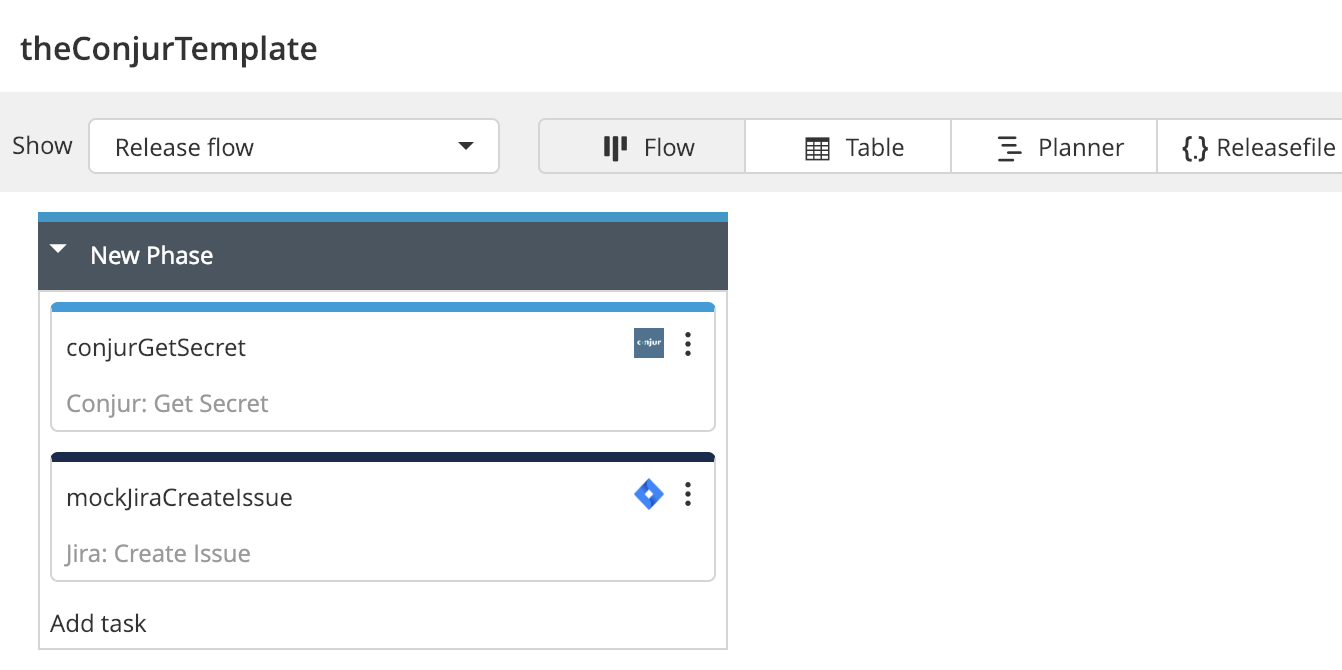 theConjurTemplate
Show Release flow Flow Table Planner {.} Releasefile
New Phase
conjurGetSecret conjur
Conjur: Get Secret
mockJiraCreateIssue
Jira: Create Issue
Add task